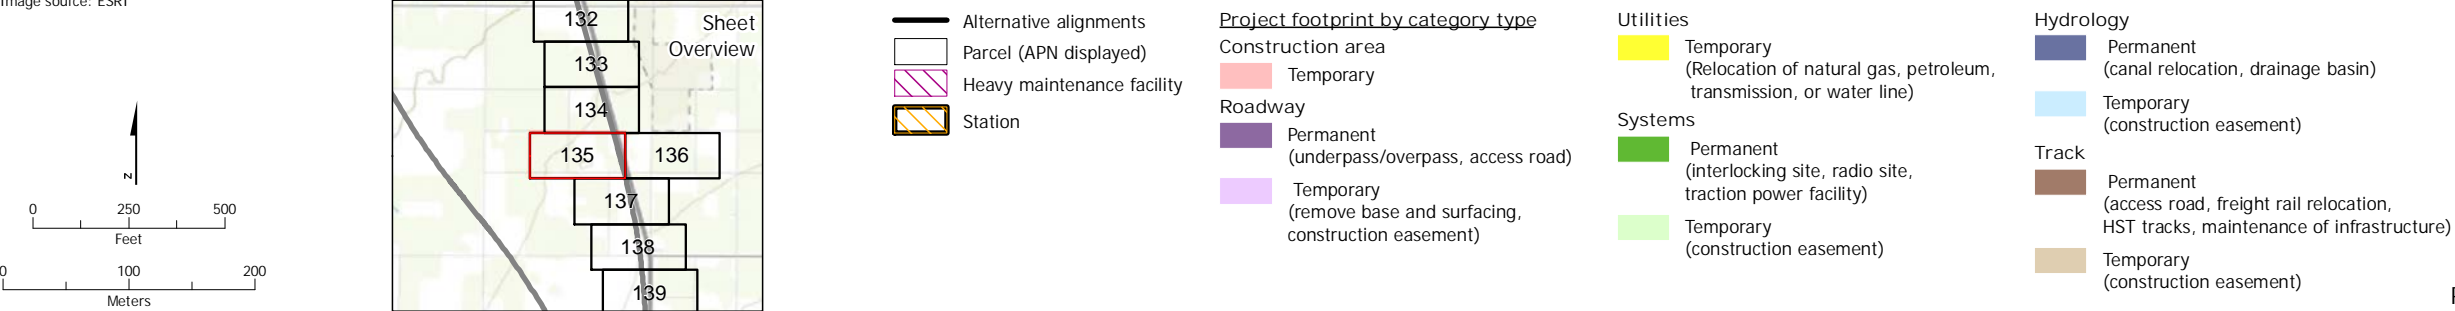 Image source: ESRI
N
0 250 500
Feet
0 100 200
Meters
Sheet
Overview
132
133
134
135 136
137
138
139
Alternative alignments
Parcel (APN displayed)
Heavy maintenance facility
Station
Project footprint by category type
Construction area
Temporary
Roadway
Permanent
(underpass/overpass, access road)
Temporary
(remove base and surfacing,
construction easement)
Utilities
Temporary
(Relocation of natural gas, petroleum,
transmission, or water line)
Systems
Permanent
(interlocking site, radio site,
traction power facility)
Temporary
(construction easement)
Hydrology
Permanent
(canal relocation, drainage basin)
Temporary
(construction easement)
Track
Permanent
(access road, freight rail relocation,
HST tracks, maintenance of infrastructure)
Temporary
(construction easement)